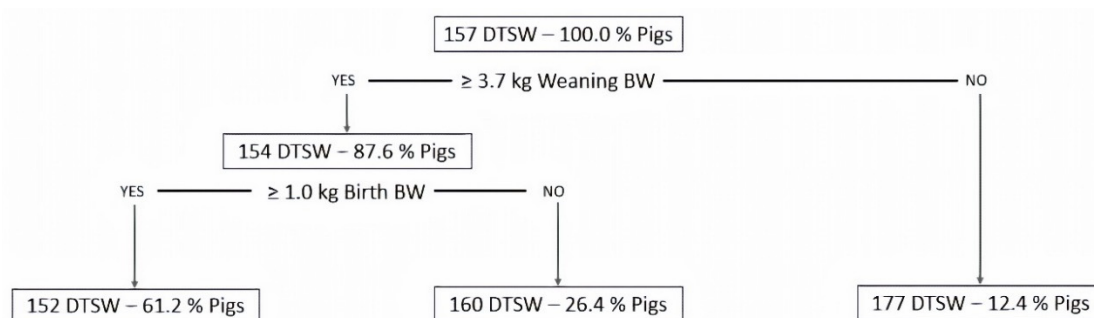 157 DTSW – 100.0 % Pigs
YES ≥ 3.7 kg Weaning BW NO
154 DTSW – 87.6 % Pigs
YES ≥ 1.0 kg Birth BW NO
152 DTSW – 61.2 % Pigs 160 DTSW – 26.4 % Pigs 177 DTSW – 12.4 % Pigs